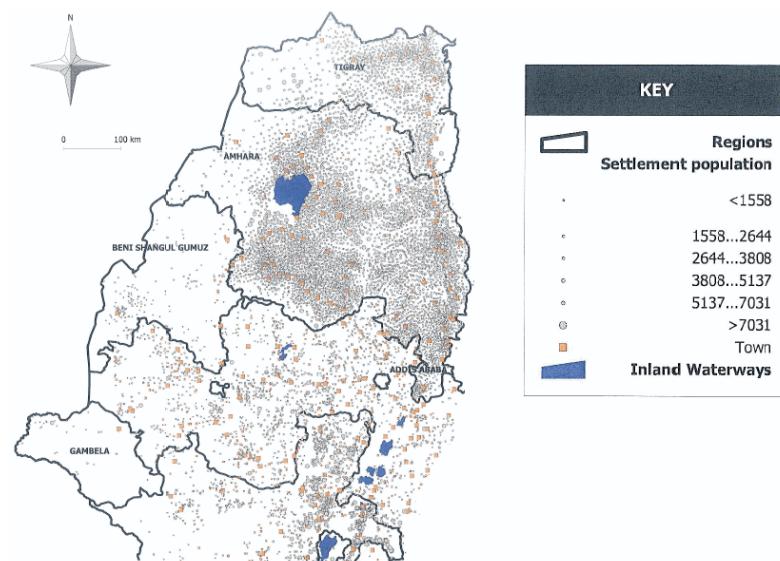 N
0 100 km
TIGRAY
AMHARA
BENI SHANGUL GUMUZ
ADDIS ABABA
GAMBELA
KEY
Regions
Settlement population
<1558
1558...2644
2644...3808
3808...5137
5137...7031
>7031
Town
Inland Waterways